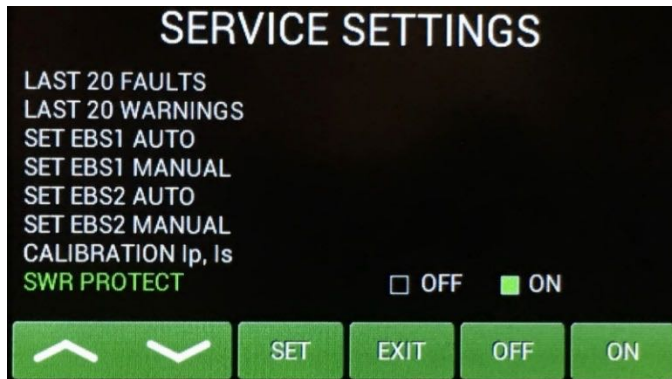 SERVICE SETTINGS
LAST 20 FAULTS
LAST 20 WARNINGS
SET EBS1 AUTO
SET EBS1 MANUAL
SET EBS2 AUTO
SET EBS2 MANUAL
CALIBRATION Ip, Is
SWR PROTECT OFF ON
SET EXIT OFF ON